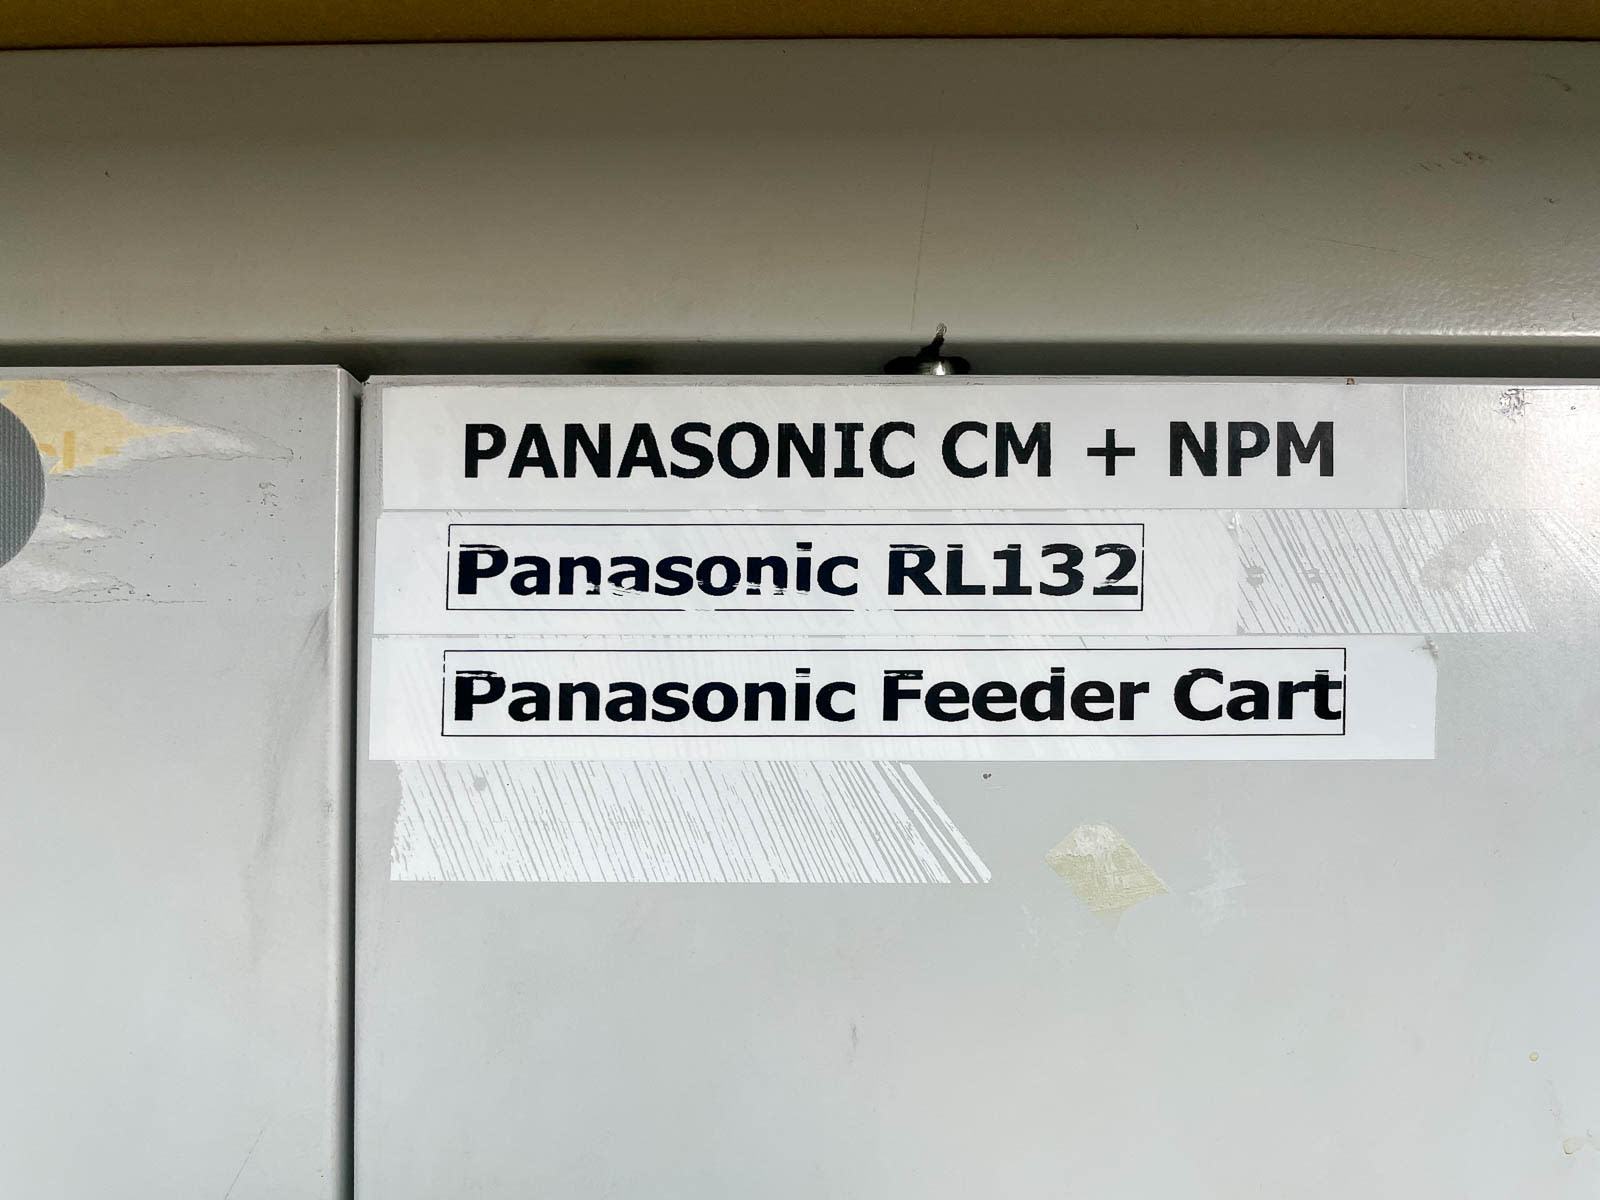 PANASONIC CM + NPM
Panasonic RL132
Panasonic Feeder Cart